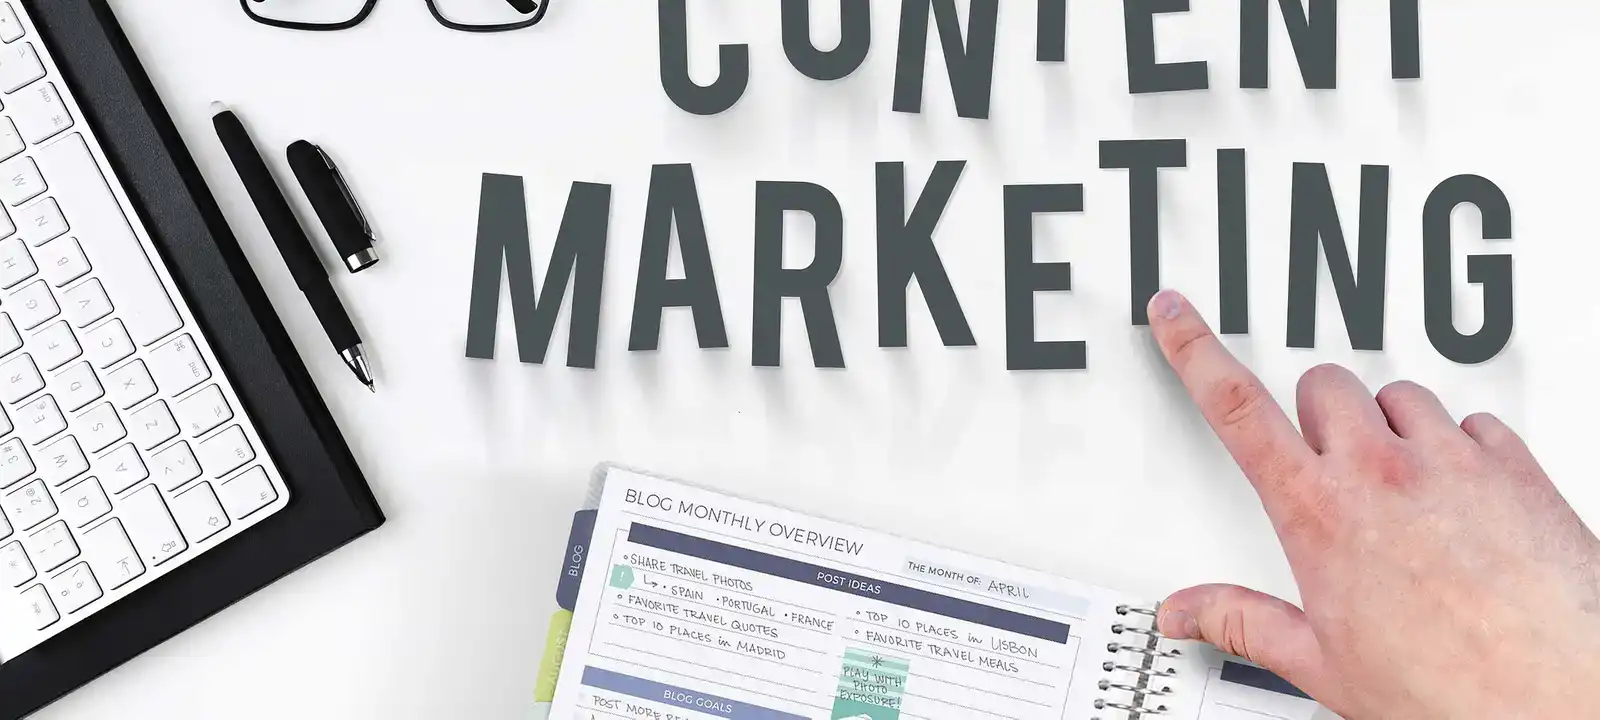 CONTENT
MARKETING
BLOG MONTHLY OVERVIEW
THE MONTH OF: APRIL
BLOG
POST IDEAS
SHARE TRAVEL PHOTOS
SPAIN • PORTUGAL • FRANCE
FAVORITE TRAVEL QUOTES
TOP 10 PLACES in MADRID
TOP 10 PLACES in LISBON
FAVORITE TRAVEL MEALS
*
PLAY WITH
PHOTO
EXPOSURE!
AUGUST
BLOG GOALS
POST MORE